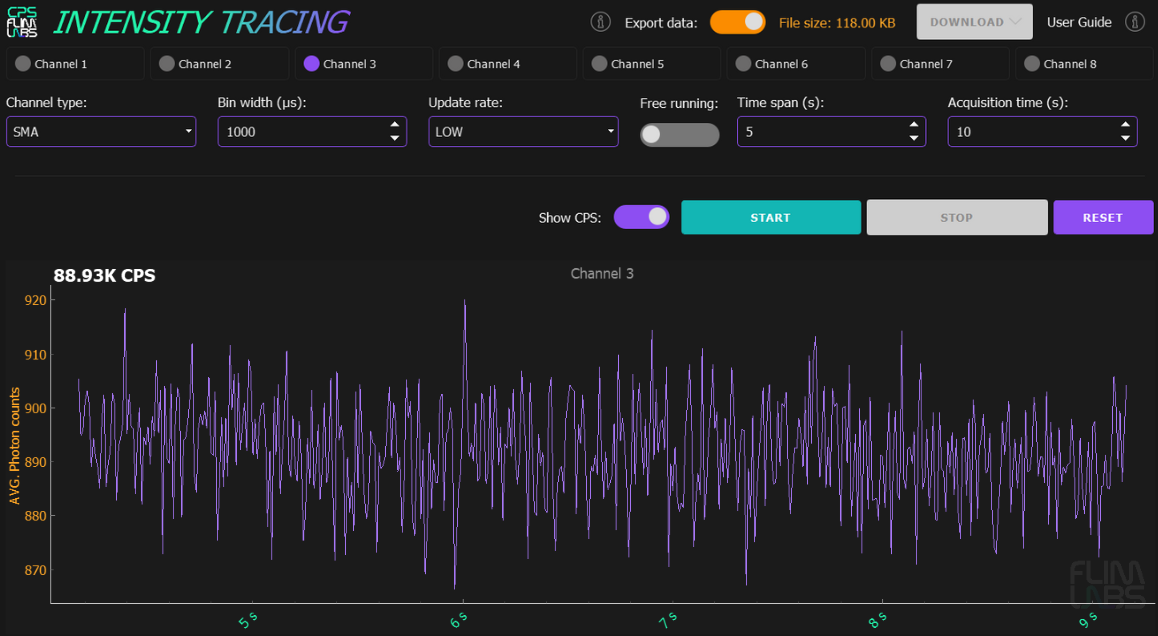 CPS
FLIM
LABS
INTENSITY TRACING
Export data:
File size: 118.00 KB
DOWNLOAD
User Guide
Channel 1
Channel 2
Channel 3
Channel 4
Channel 5
Channel 6
Channel 7
Channel 8
Channel type:
Bin width (µs):
Update rate:
Free running:
Time span (s):
Acquisition time (s):
SMA
1000
LOW
5
10
Show CPS:
START
STOP
RESET
88.93K CPS
Channel 3
920
910
900
890
880
870
AVG. Photon counts
5 s
6 s
7 s
8 s
9 s
FLIM
LABS